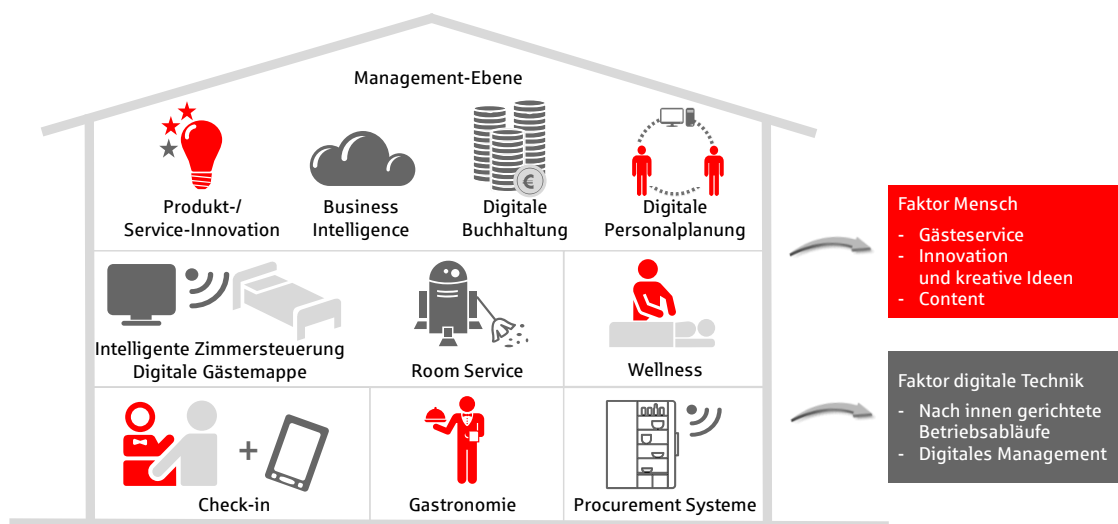 Management-Ebene
Produkt-/
Service-Innovation
Business
Intelligence
€
Digitale
Buchhaltung
Digitale
Personalplanung
Intelligente Zimmersteuerung
Digitale Gästemappe
Room Service
Wellness
+
Check-in
Gastronomie
Procurement Systeme
Faktor Mensch
- Gästeservice
- Innovation
und kreative Ideen
- Content
Faktor digitale Technik
- Nach innen gerichtete
Betriebsabläufe
- Digitales Management